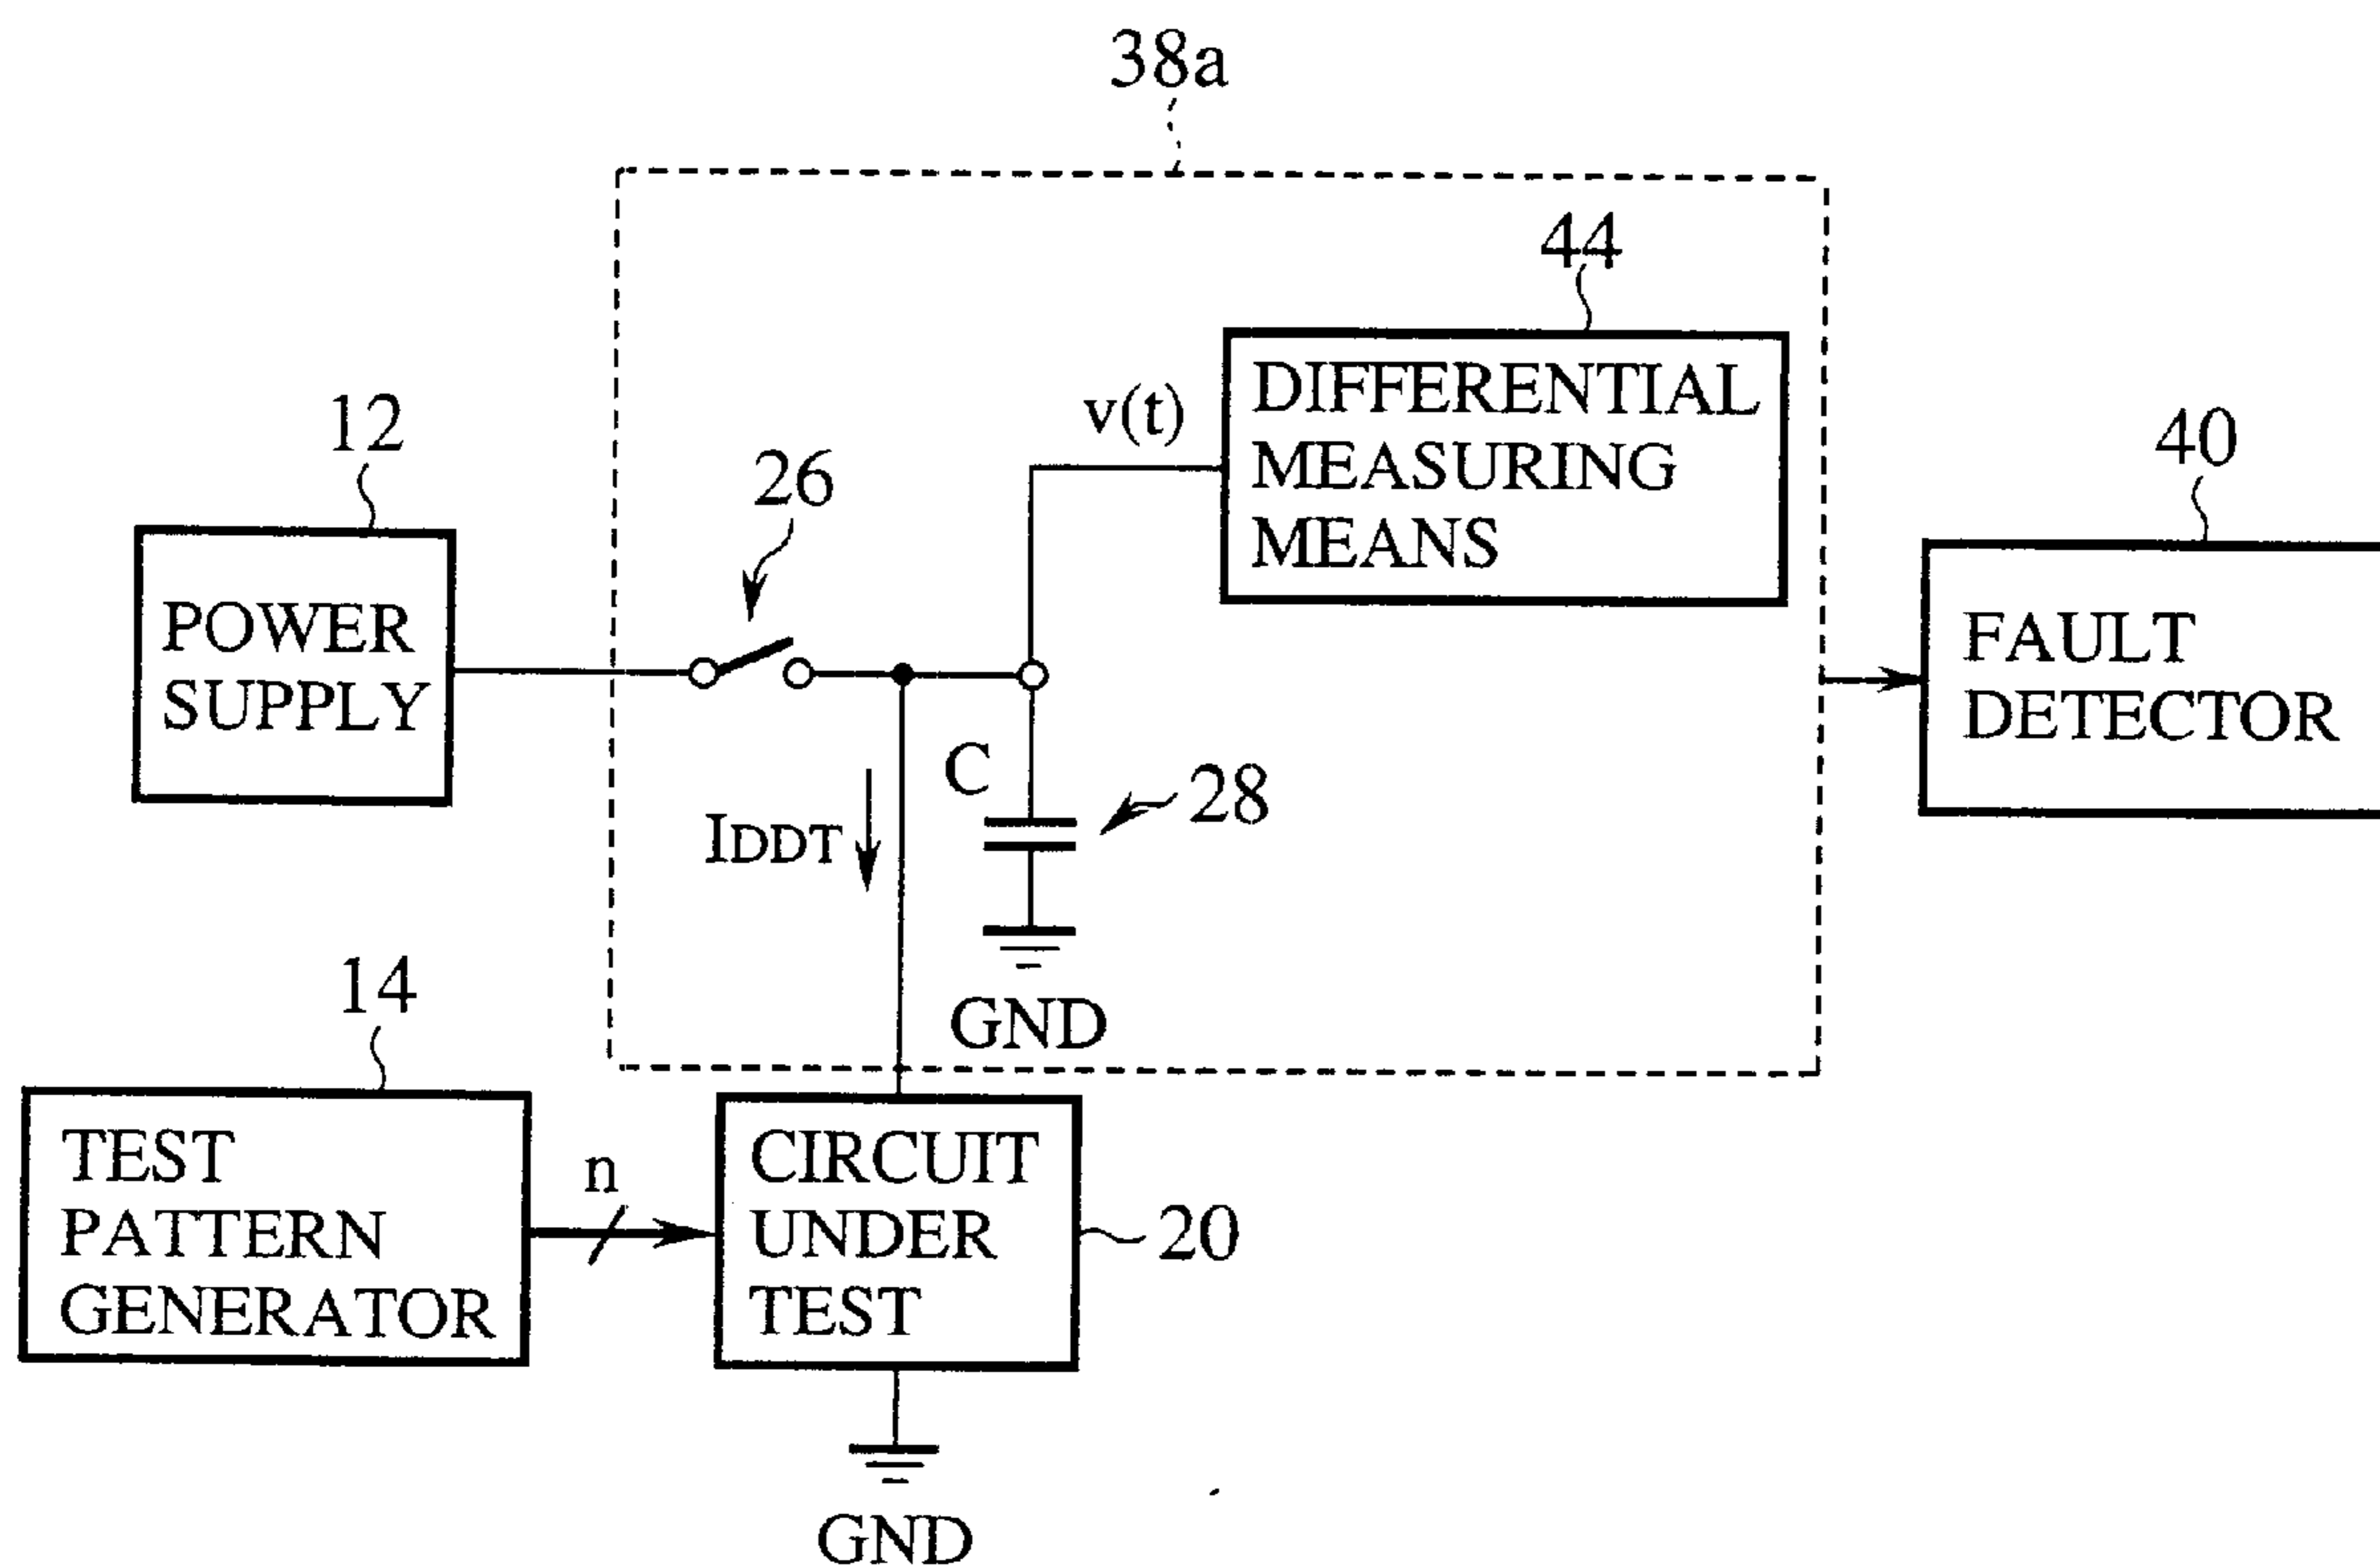 38a
44
DIFFERENTIAL
MEASURING
MEANS
v(t)
12
26
40
POWER
SUPPLY
FAULT
DETECTOR
C
28
IDDT
GND
14
TEST
PATTERN
GENERATOR
n
CIRCUIT
UNDER
TEST
20
GND